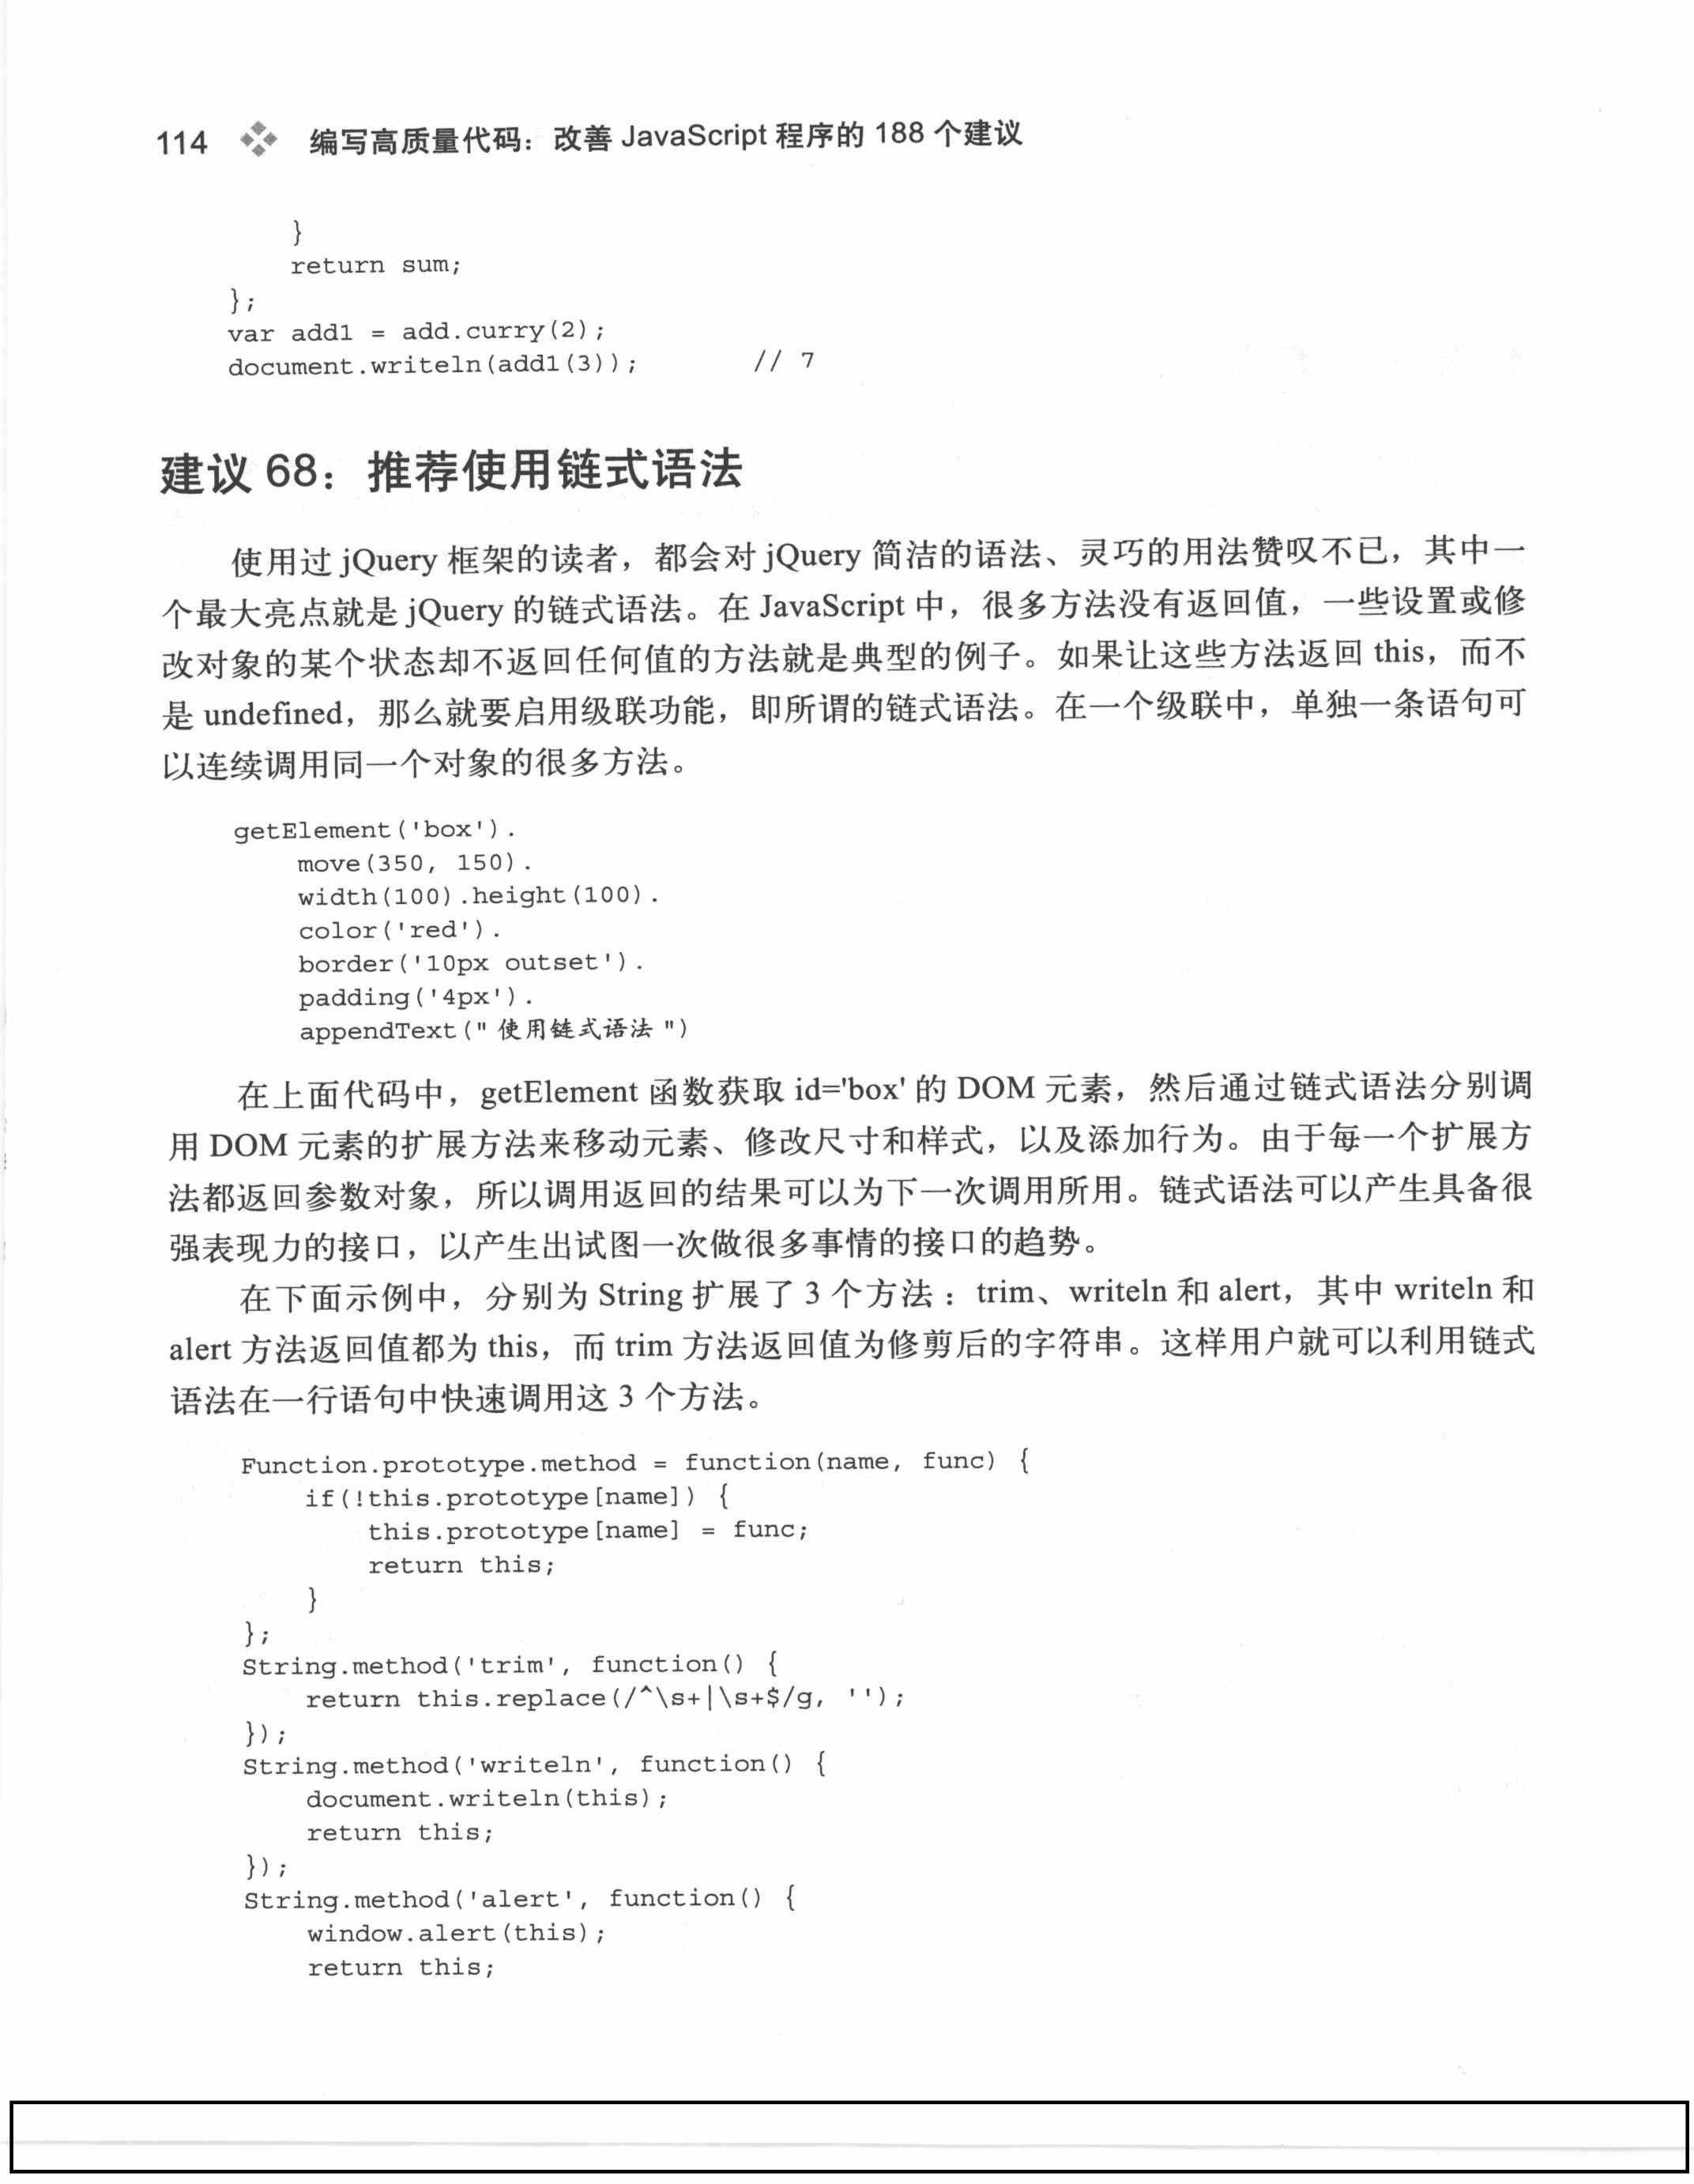 114 编写高质量代码：改善 JavaScript 程序的 188 个建议
}
return sum;
};
var add1 = add.curry(2);
document.writeln(add1(3)); // 7
建议 68：推荐使用链式语法
使用过 jQuery 框架的读者，都会对 jQuery 简洁的语法、灵巧的用法赞叹不已，其中一
个最大亮点就是 jQuery 的链式语法。在 JavaScript 中，很多方法没有返回值，一些设置或修
改对象的某个状态却不返回任何值的方法就是典型的例子。如果让这些方法返回 this，而不
是 undefined，那么就要启用级联功能，即所谓的链式语法。在一个级联中，单独一条语句可
以连续调用同一个对象的很多方法。
getElement('box').
move(350, 150).
width(100).height(100).
color('red').
border('10px outset').
padding('4px').
appendText(" 使用链式语法 ")
在上面代码中，getElement 函数获取 id='box' 的 DOM 元素，然后通过链式语法分别调
用 DOM 元素的扩展方法来移动元素、修改尺寸和样式，以及添加行为。由于每一个扩展方
法都返回参数对象，所以调用返回的结果可以为下一次调用所用。链式语法可以产生具备很
强表现力的接口，以产生出试图一次做很多事情的接口的趋势。
在下面示例中，分别为 String 扩展了 3 个方法：trim、writeln 和 alert，其中 writeln 和
alert 方法返回值都为 this，而 trim 方法返回值为修剪后的字符串。这样用户就可以利用链式
语法在一行语句中快速调用这 3 个方法。
Function.prototype.method = function(name, func) {
if(!this.prototype[name]) {
this.prototype[name] = func;
return this;
}
};
String.method('trim', function() {
return this.replace(/^\s+|\s+$/g, '');
});
String.method('writeln', function() {
document.writeln(this);
return this;
});
String.method('alert', function() {
window.alert(this);
return this;